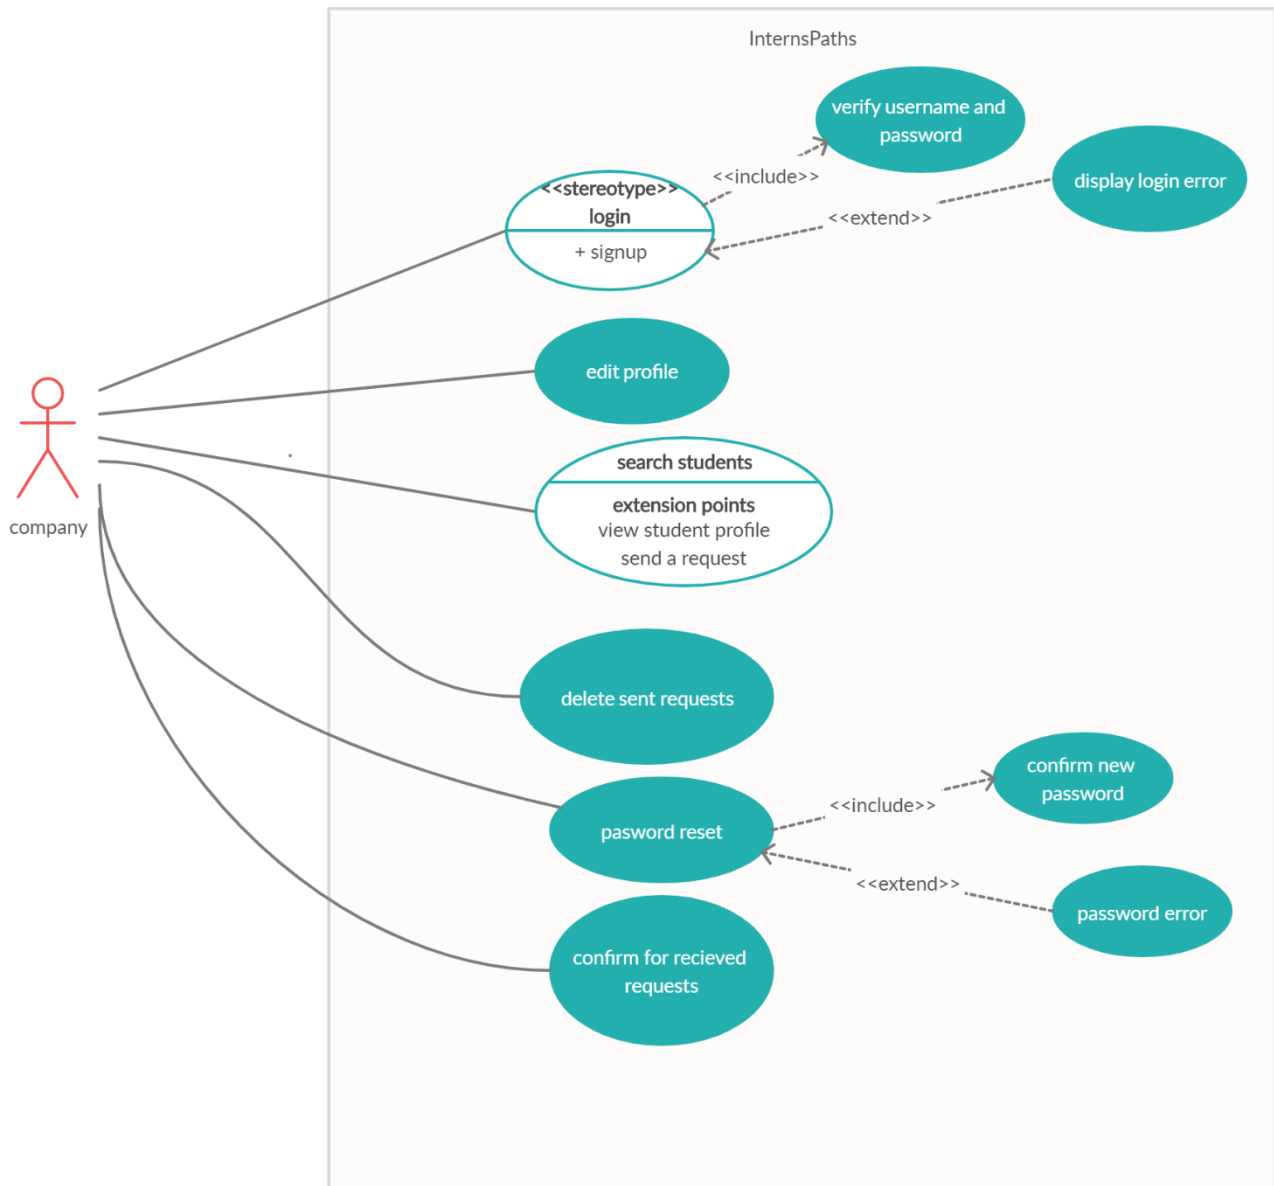 InternsPaths
verify username and
password
<<include>>
display login error
<<stereotype>>
login
<<extend>>
+ signup
edit profile
search students
extension points
view student profile
send a request
company
delete sent requests
confirm new
password
<<include>>
pasword reset
<<extend>>
password error
confirm for recieved
requests